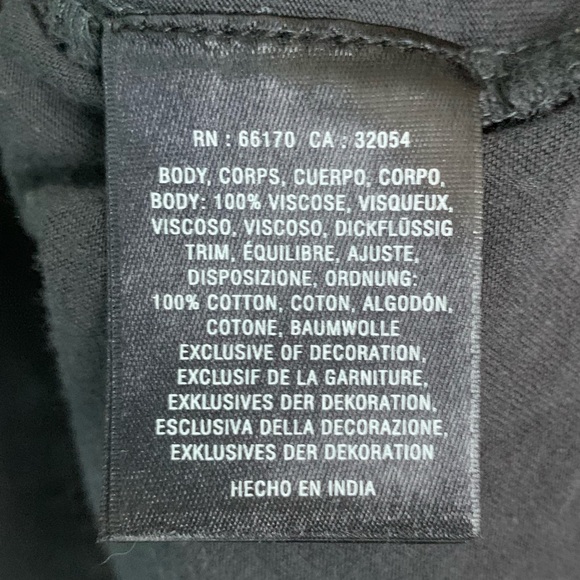 RN : 66170 CA : 32054
BODY, CORPS, CUERPO, CORPO,
BODY: 100% VISCOSE, VISQUEUX,
VISCOSO, VISCOSO, DICKFLÜSSIG
TRIM, ÉQUILIBRE, AJUSTE,
DISPOSIZIONE, ORDNUNG:
100% COTTON, COTON, ALGODÓN,
COTONE, BAUMWOLLE
EXCLUSIVE OF DECORATION,
EXCLUSIF DE LA GARNITURE,
EXKLUSIVES DER DEKORATION,
ESCLUSIVA DELLA DECORAZIONE,
EXKLUSIVES DER DEKORATION
HECHO EN INDIA